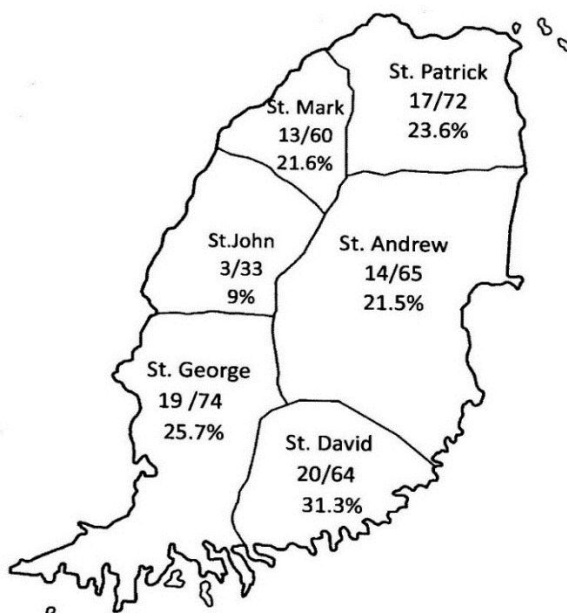 St. Patrick
17/72
23.6%
St. Mark
13/60
21.6%
St.John
3/33
9%
St. Andrew
14/65
21.5%
St. George
19 /74
25.7%
St. David
20/64
31.3%